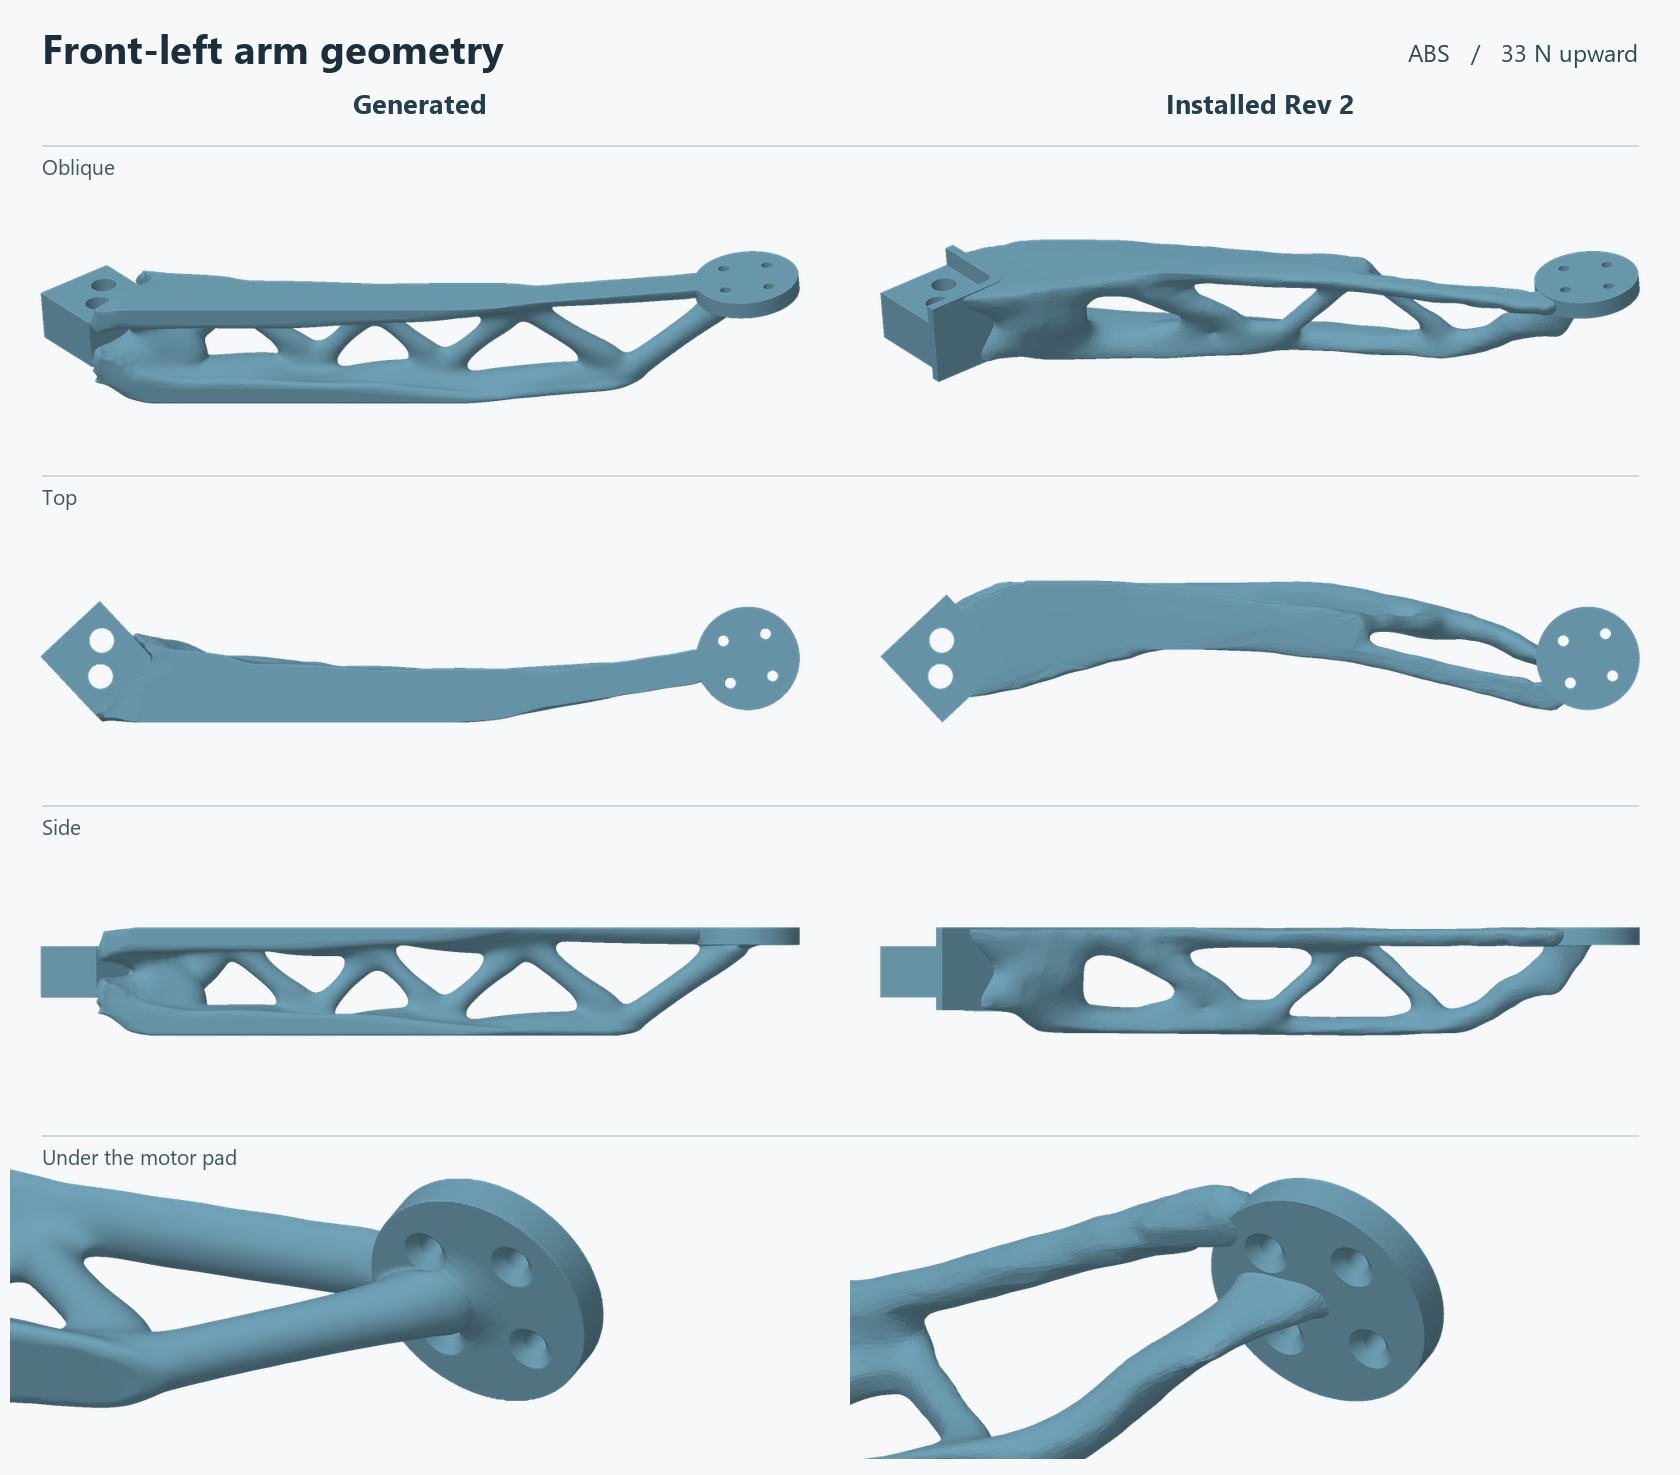 Front-left arm geometry
ABS / 33 N upward
Generated
Installed Rev 2
Oblique
Top
Side
Under the motor pad